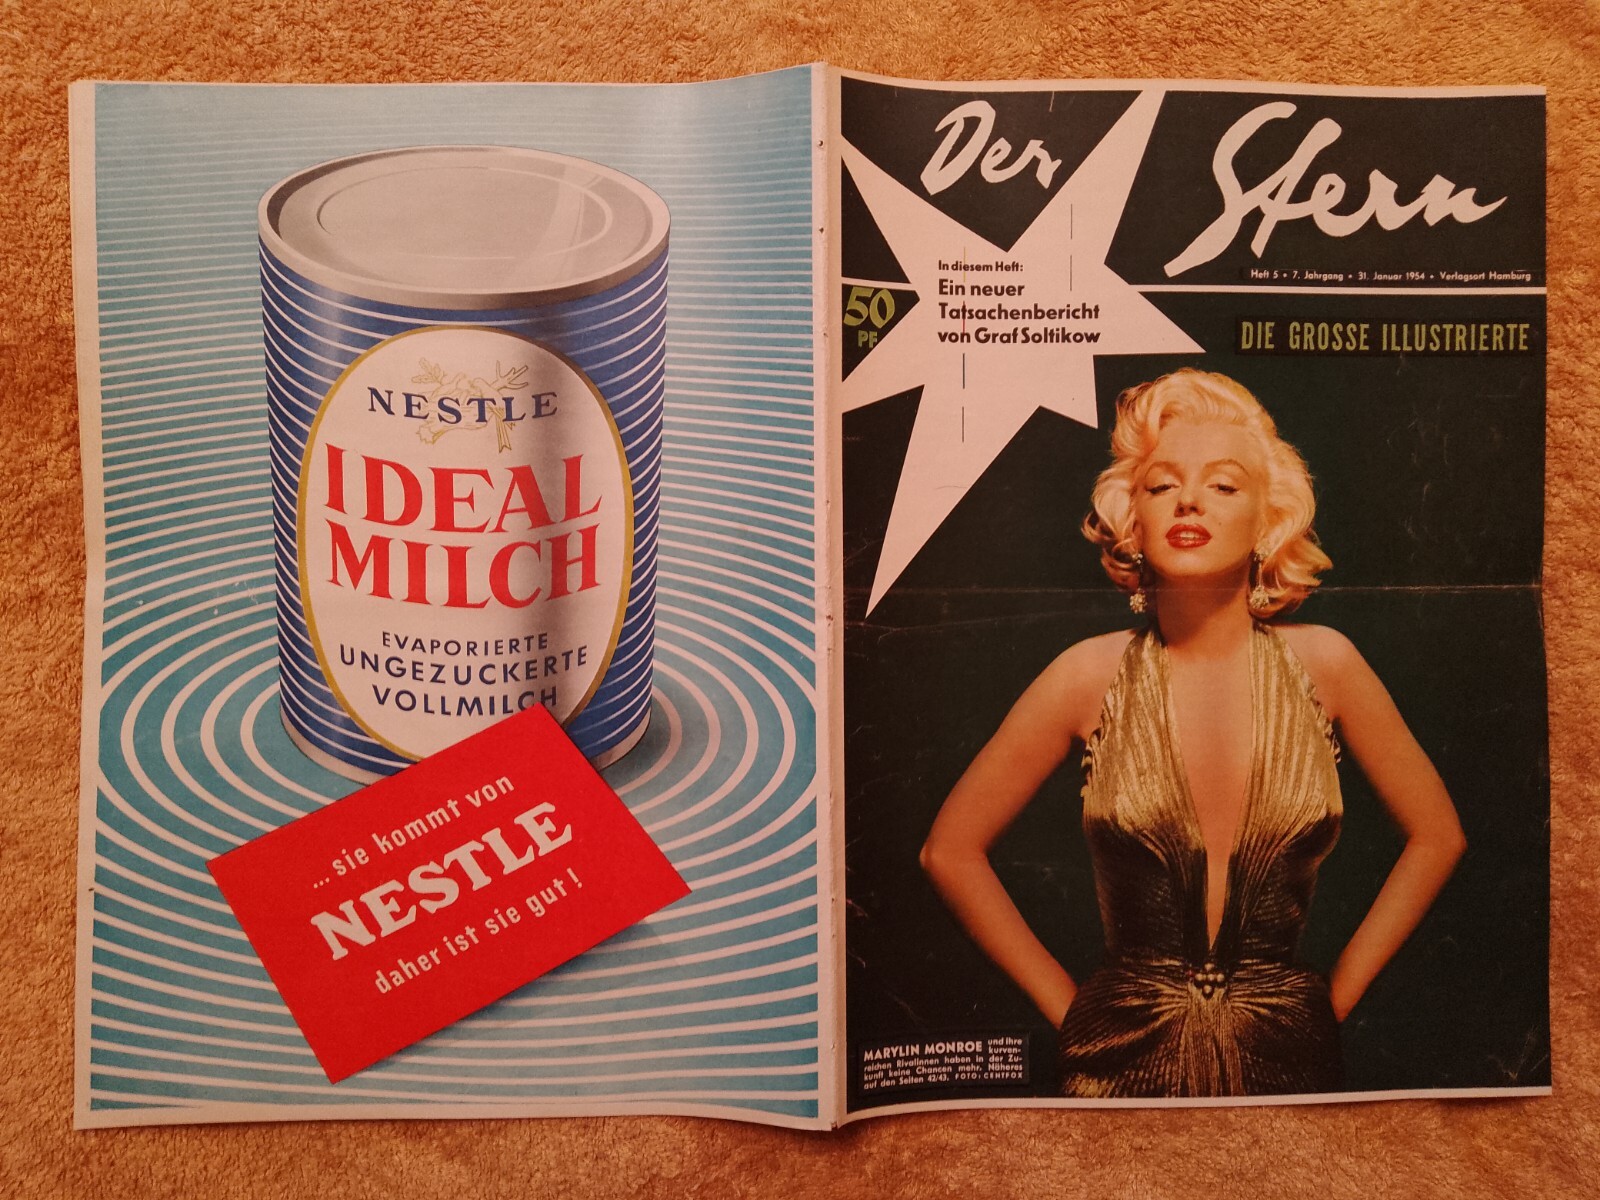 NESTLE
IDEAL
MILCH
EVAPORIERTE
UNGEZUCKERTE
VOLLMILCH
...sie kommt von
NESTLE
daher ist sie gut!
Der Stern
Heft 5 • 7. Jahrgang • 31. Januar 1954 • Verlagsort Hamburg
In diesem Heft:
Ein neuer
Tatsachenbericht
von Graf Soltikow
50
PF
DIE GROSSE ILLUSTRIERTE
MARYLIN MONROE und ihre
kurven-
reichen Rivalinnen haben in der Zu-
kunft keine Chancen mehr. Näheres
auf den Seiten 42/43. FOTO: CENTFOX